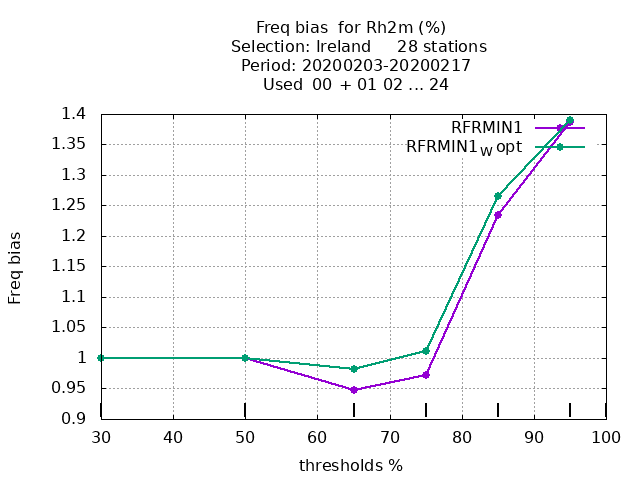 Freq bias  for Rh2m (%)
Selection: Ireland     28 stations
Period: 20200203-20200217
Used  00 + 01 02 ... 24
1.4
RFRMIN1
1.35
RFRMIN1W opt
1.3
1.25
1.2
1.15
1.1
1.05
1
0.95
0.9
Freq bias
30 40 50 60 70 80 90 100
thresholds %